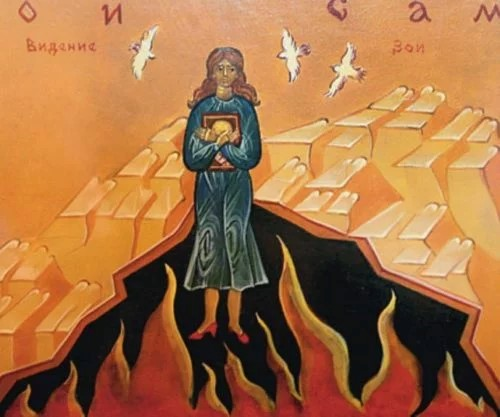 о и с а м
Видение Зои